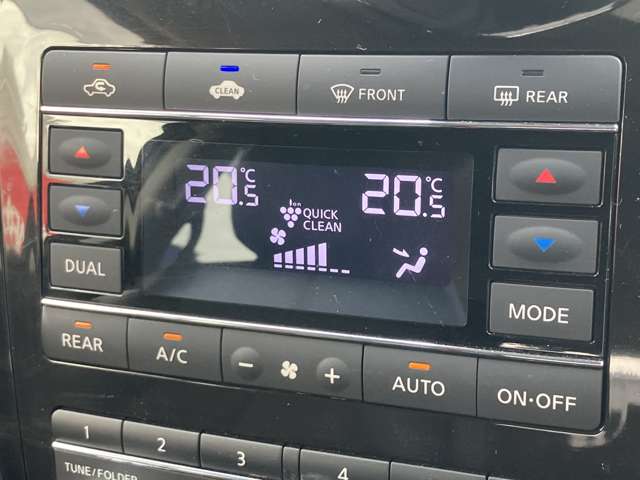 CLEAN
FRONT
REAR
20.5°C
20.5°C
ion
QUICK
CLEAN
DUAL
MODE
REAR
A/C
− +
AUTO
ON·OFF
1 2 3 4
TUNE/FOLDER